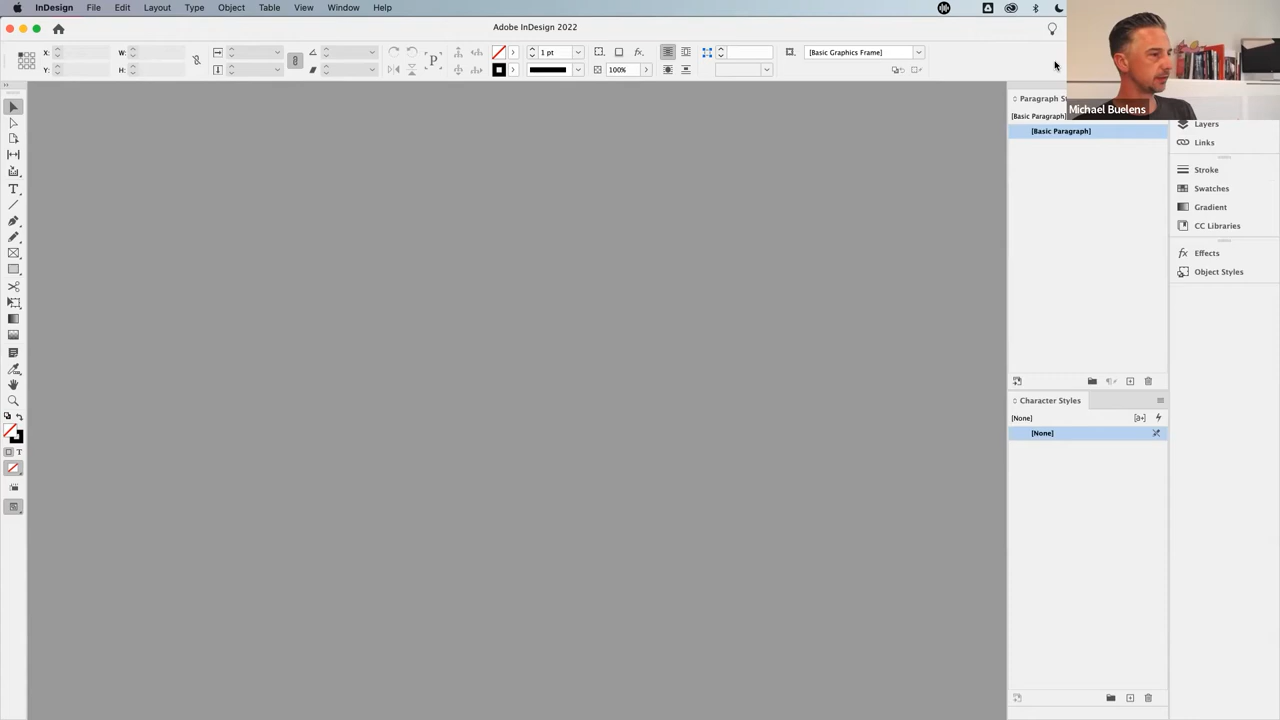 InDesign File Edit Layout Type Object Table View Window Help
Adobe InDesign 2022
X: W: 1 pt [Basic Graphics Frame]
Y: H: P 100%
Michael Buelens
Paragraph St
[Basic Paragraph]
[Basic Paragraph]
Layers
Links
Stroke
Swatches
Gradient
CC Libraries
Effects
Object Styles
Character Styles
[None]
[a+]
[None]
T
T